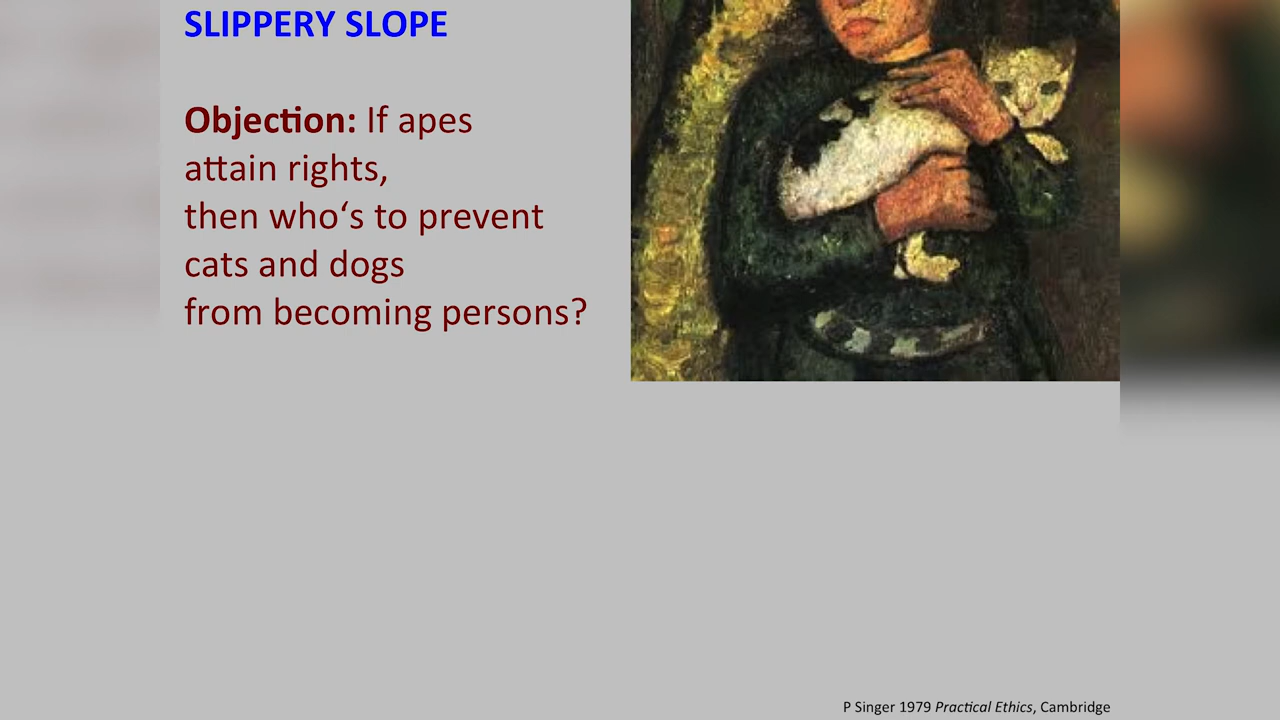 SLIPPERY SLOPE
Objection: If apes
attain rights,
then who‘s to prevent
cats and dogs
from becoming persons?
P Singer 1979 Practical Ethics, Cambridge